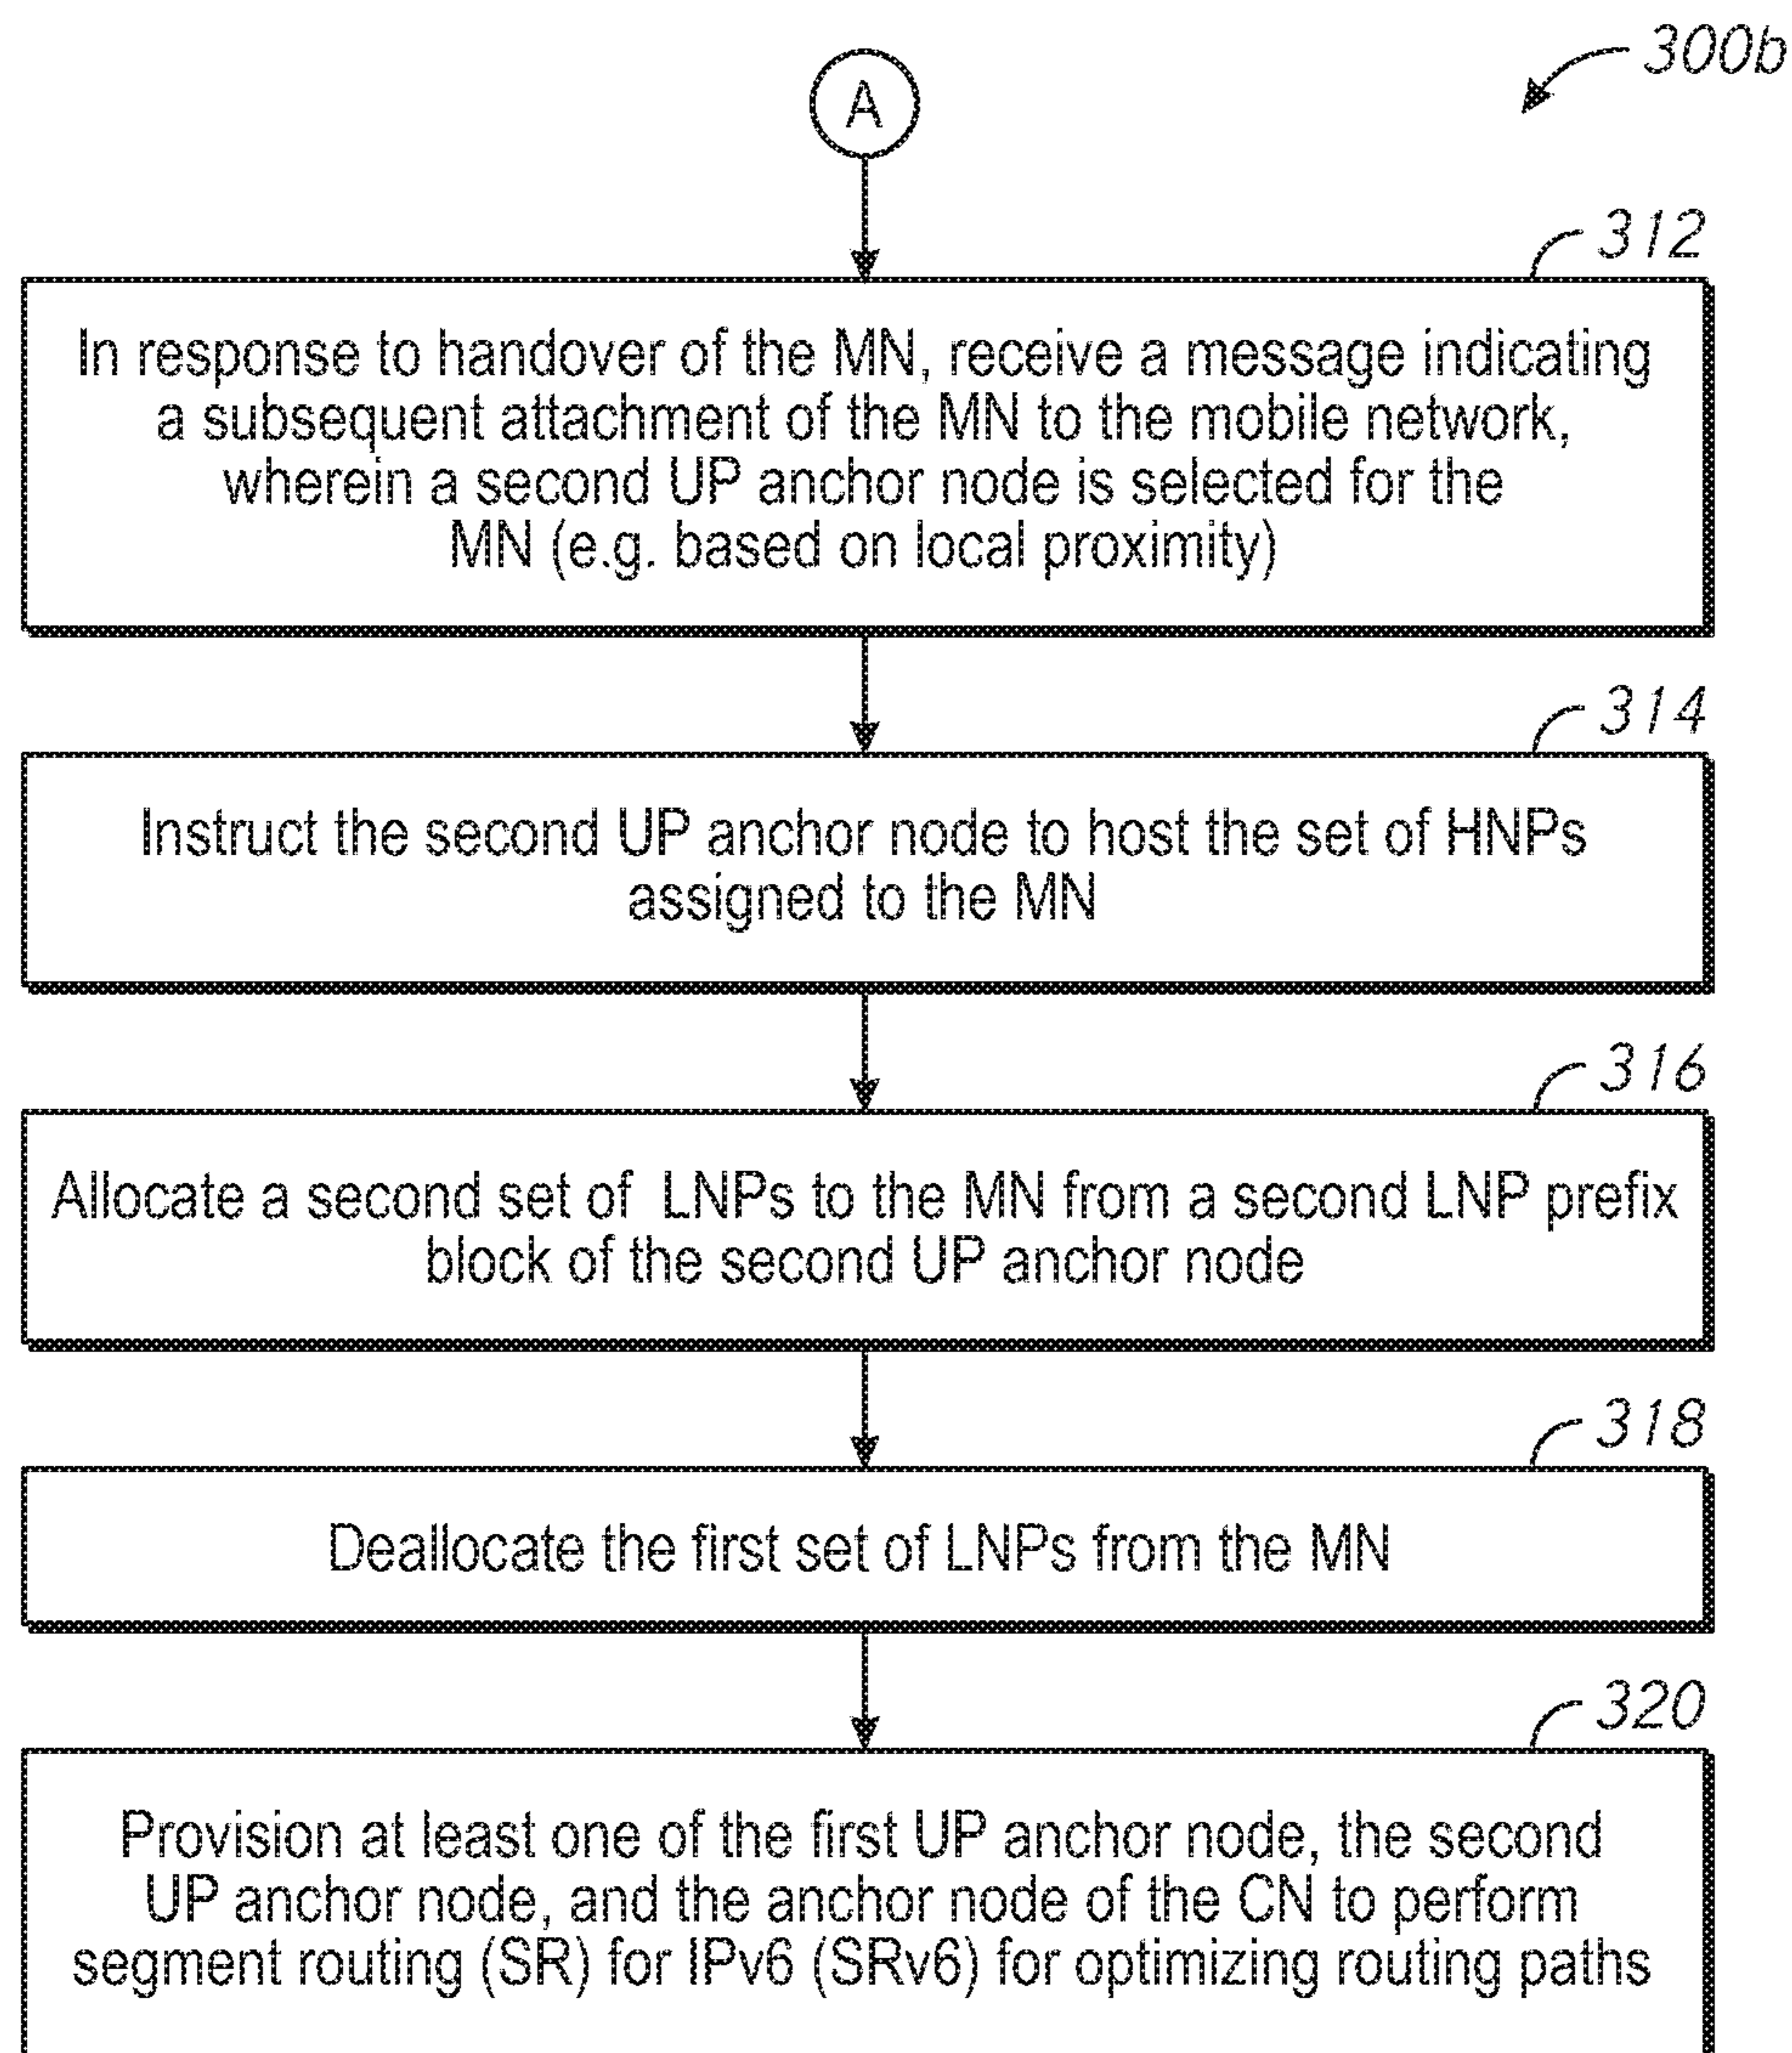 300b
A
312
In response to handover of the MN, receive a message indicating
a subsequent attachment of the MN to the mobile network,
wherein a second UP anchor node is selected for the
MN (e.g. based on local proximity)
314
Instruct the second UP anchor node to host the set of HNPs
assigned to the MN
316
Allocate a second set of LNPs to the MN from a second LNP prefix
block of the second UP anchor node
318
Deallocate the first set of LNPs from the MN
320
Provision at least one of the first UP anchor node, the second
UP anchor node, and the anchor node of the CN to perform
segment routing (SR) for IPv6 (SRv6) for optimizing routing paths